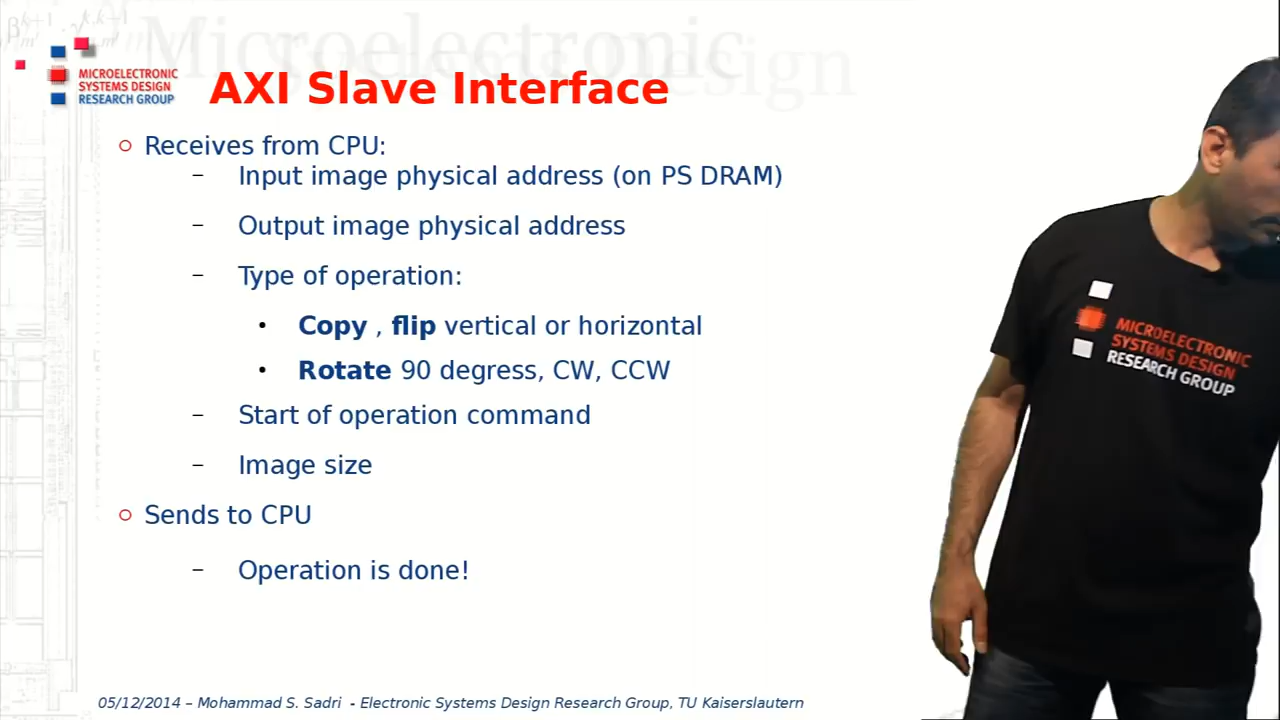 Microelectronic
Systems Design
MICROELECTRONIC
SYSTEMS DESIGN
RESEARCH GROUP
AXI Slave Interface
Receives from CPU:
– Input image physical address (on PS DRAM)
– Output image physical address
– Type of operation:
• Copy , flip vertical or horizontal
• Rotate 90 degress, CW, CCW
– Start of operation command
– Image size
Sends to CPU
– Operation is done!
MICROELECTRONIC
SYSTEMS DESIGN
RESEARCH GROUP
05/12/2014 – Mohammad S. Sadri - Electronic Systems Design Research Group, TU Kaiserslautern